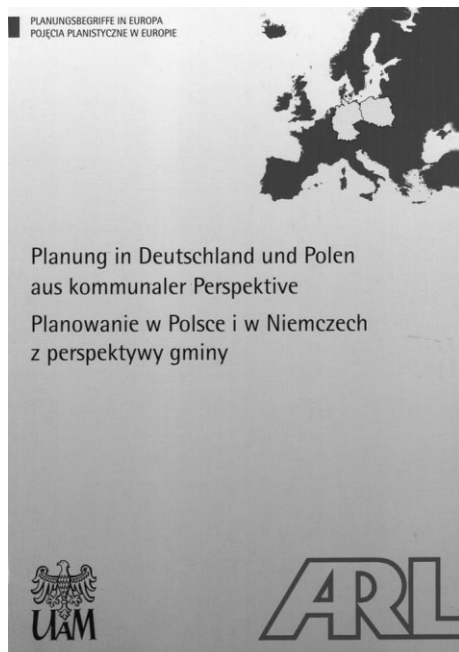 PLANUNGSBEGRIFFE IN EUROPA
POJĘCIA PLANISTYCZNE W EUROPIE
Planung in Deutschland und Polen
aus kommunaler Perspektive
Planowanie w Polsce i w Niemczech
z perspektywy gminy
UAM
ARL